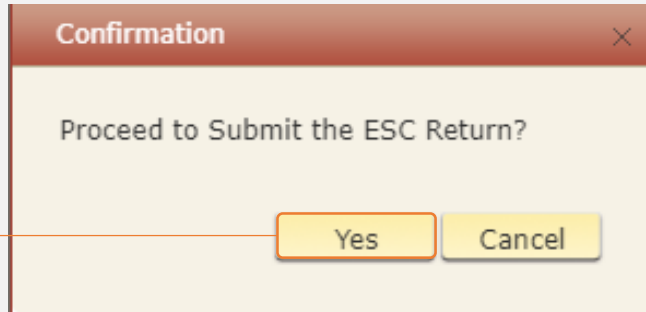 Confirmation
Proceed to Submit the ESC Return?
Yes Cancel